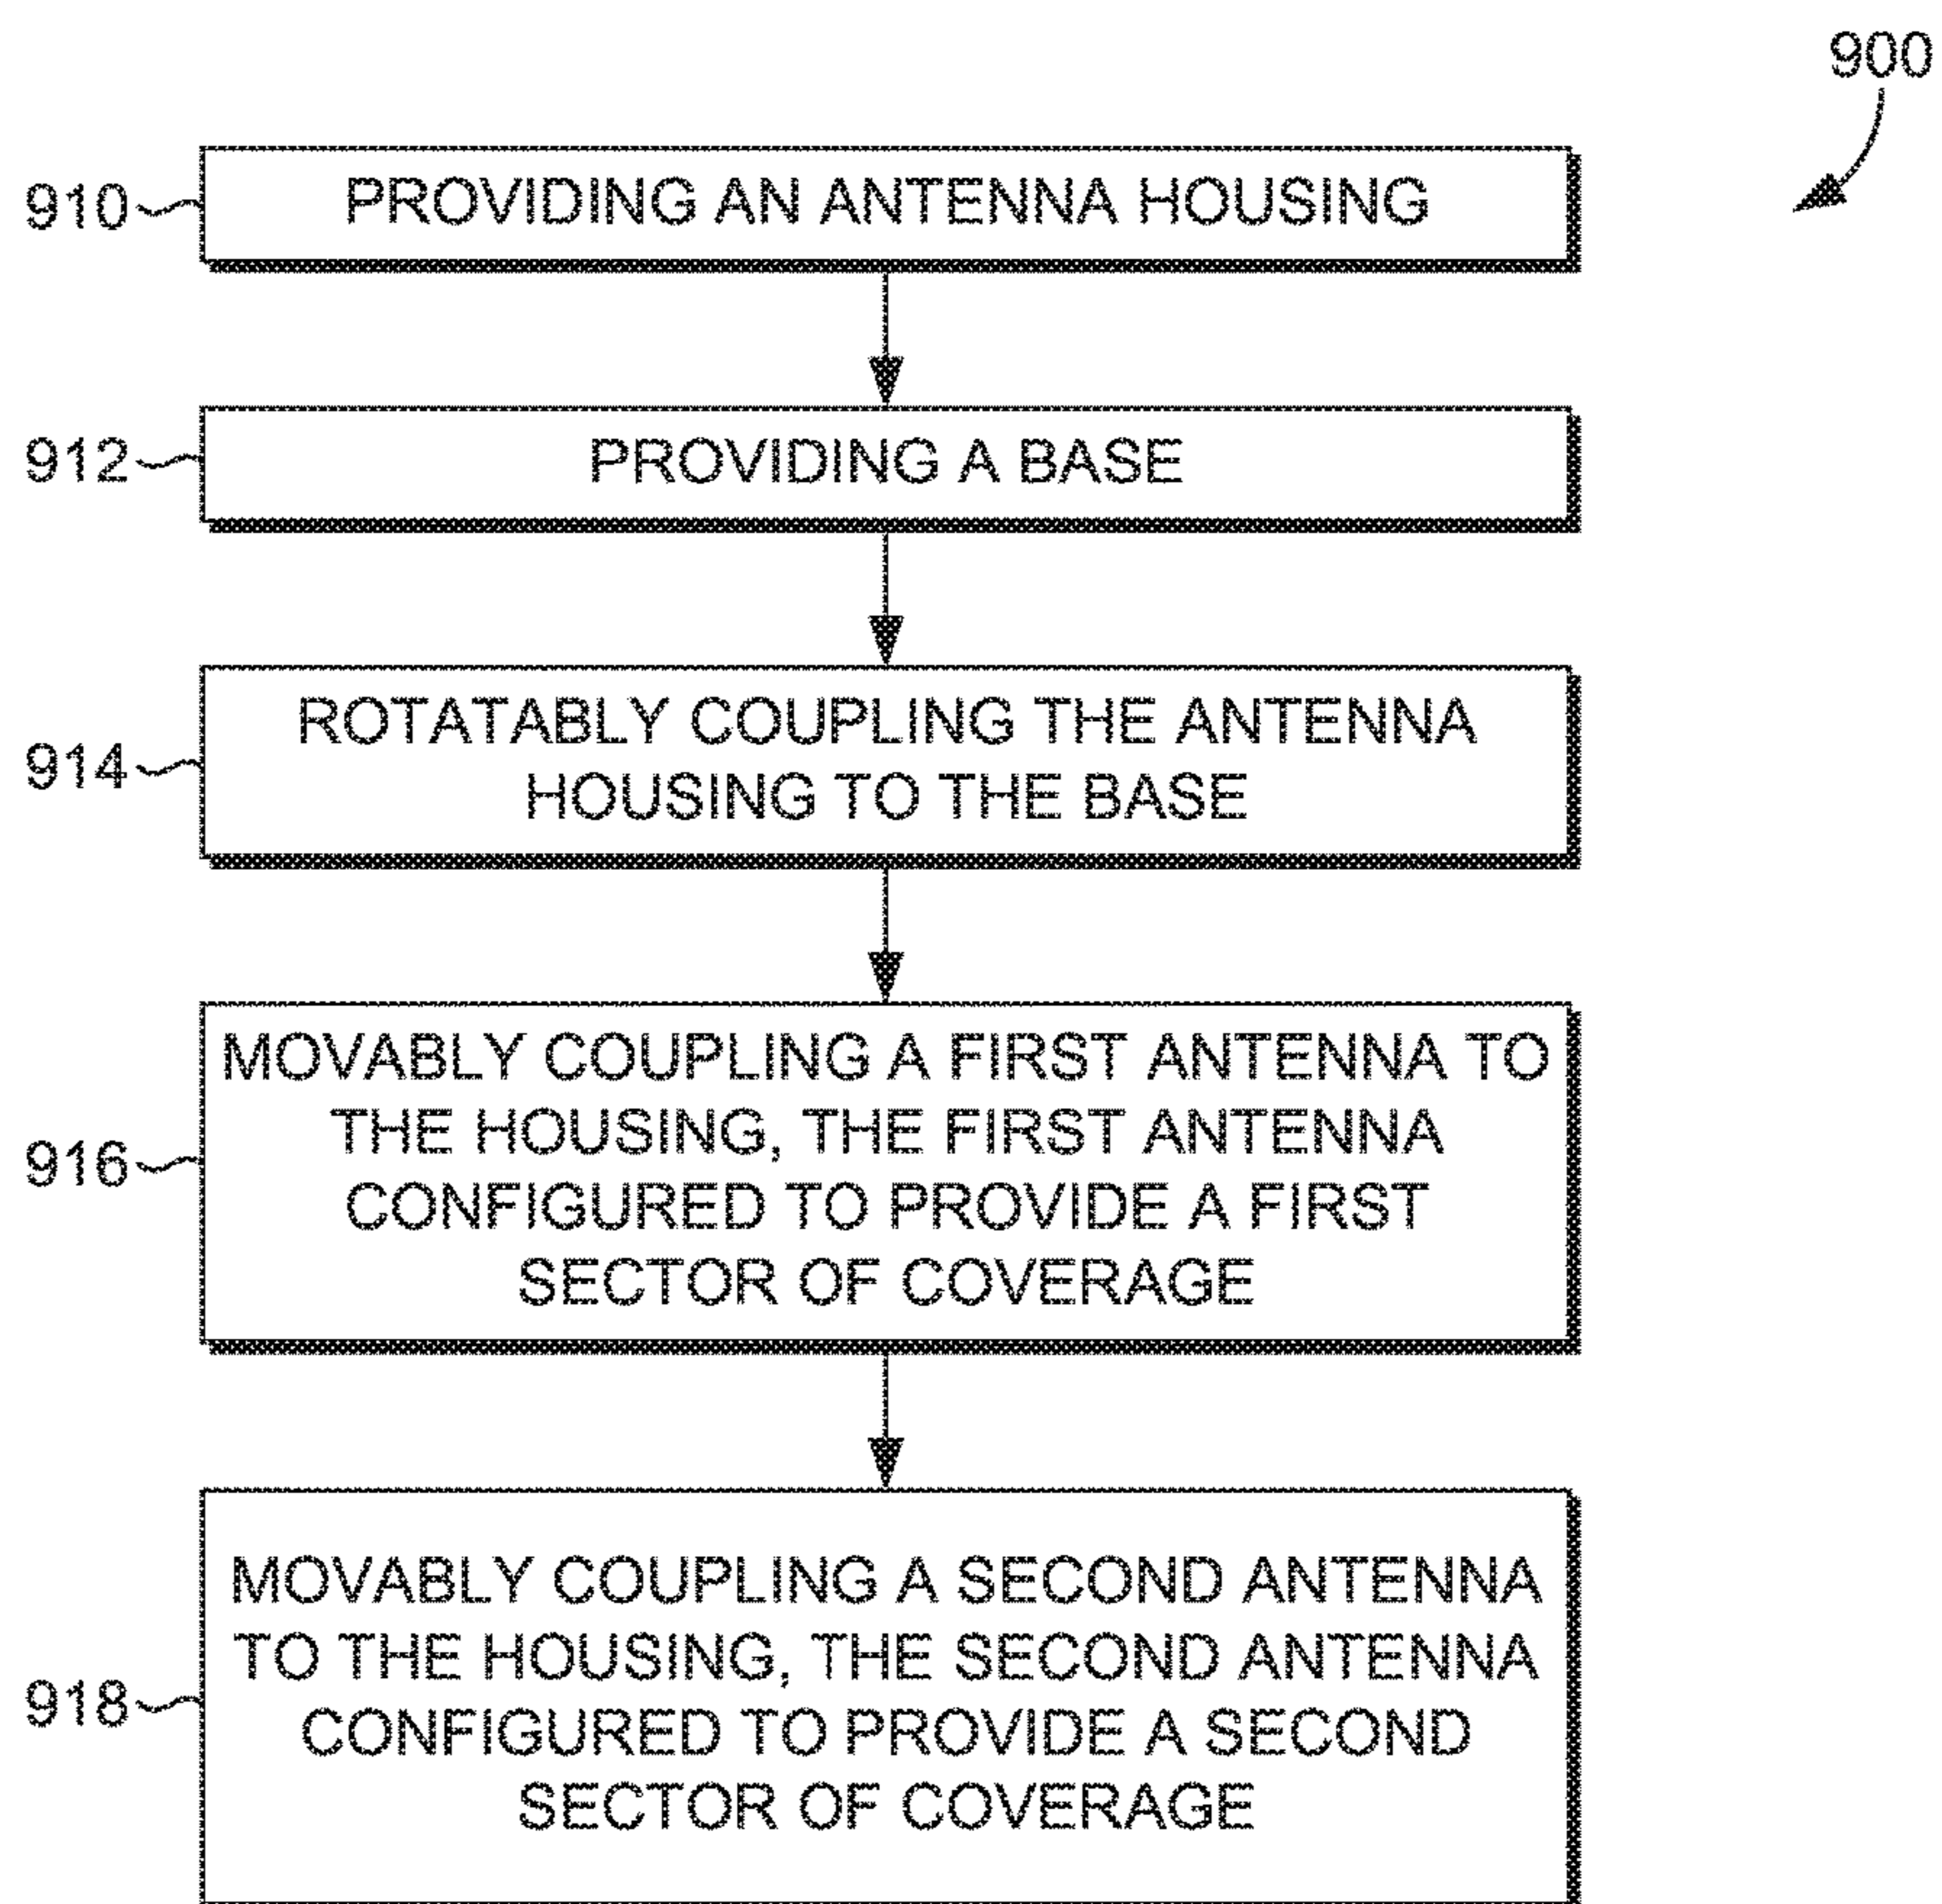 900
910
PROVIDING AN ANTENNA HOUSING
912
PROVIDING A BASE
914
ROTATABLY COUPLING THE ANTENNA
HOUSING TO THE BASE
916
MOVABLY COUPLING A FIRST ANTENNA TO
THE HOUSING, THE FIRST ANTENNA
CONFIGURED TO PROVIDE A FIRST
SECTOR OF COVERAGE
918
MOVABLY COUPLING A SECOND ANTENNA
TO THE HOUSING, THE SECOND ANTENNA
CONFIGURED TO PROVIDE A SECOND
SECTOR OF COVERAGE